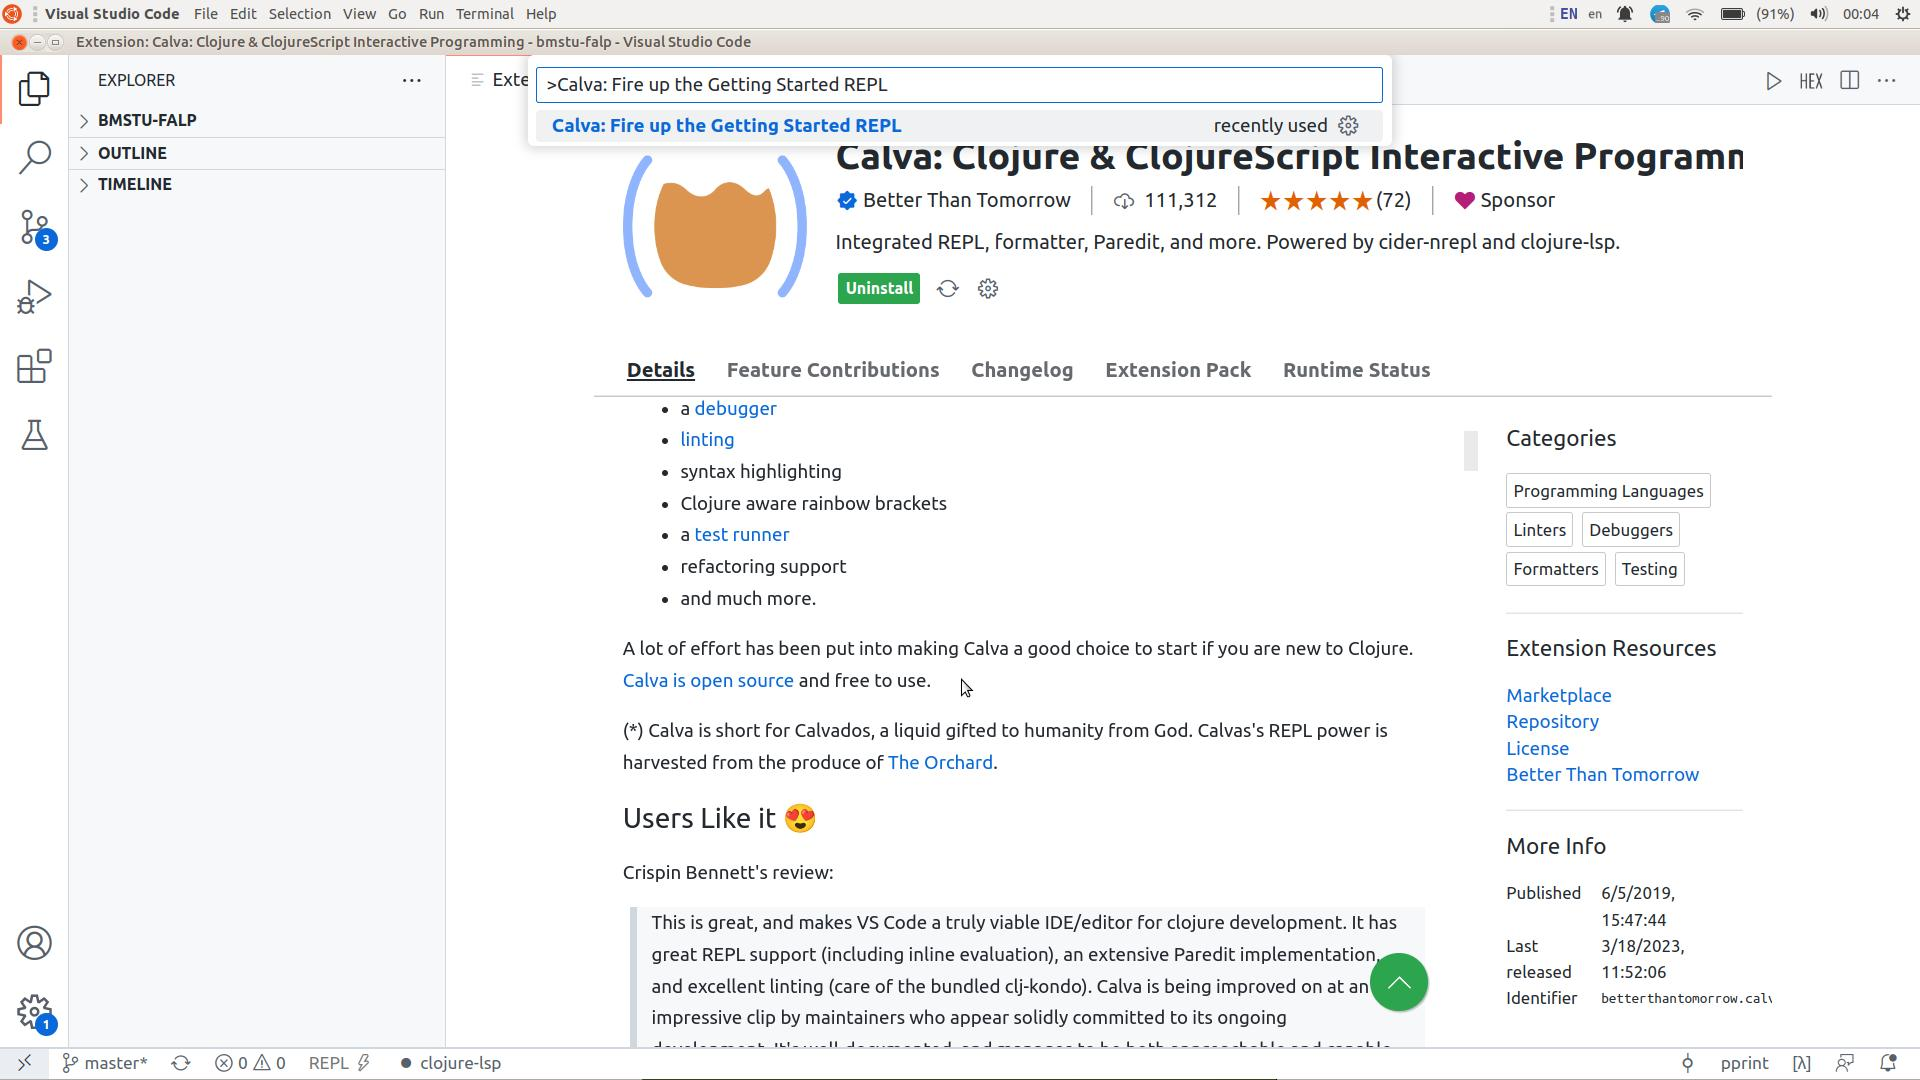 Visual Studio Code File Edit Selection View Go Run Terminal Help
EN en (91%) 00:04
Extension: Calva: Clojure & ClojureScript Interactive Programming - bmstu-falp - Visual Studio Code
EXPLORER
BMSTU-FALP
OUTLINE
TIMELINE
3
1
Exte
HEX
>Calva: Fire up the Getting Started REPL
Calva: Fire up the Getting Started REPL recently used
Calva: Clojure & ClojureScript Interactive Programm
Better Than Tomorrow 111,312 (72) Sponsor
Integrated REPL, formatter, Paredit, and more. Powered by cider-nrepl and clojure-lsp.
Uninstall
Details Feature Contributions Changelog Extension Pack Runtime Status
• a debugger
• linting
• syntax highlighting
• Clojure aware rainbow brackets
• a test runner
• refactoring support
• and much more.
A lot of effort has been put into making Calva a good choice to start if you are new to Clojure.
Calva is open source and free to use.
(*) Calva is short for Calvados, a liquid gifted to humanity from God. Calvas's REPL power is
harvested from the produce of The Orchard.
Users Like it 😍
Crispin Bennett's review:
This is great, and makes VS Code a truly viable IDE/editor for clojure development. It has
great REPL support (including inline evaluation), an extensive Paredit implementation,
and excellent linting (care of the bundled clj-kondo). Calva is being improved on at an
impressive clip by maintainers who appear solidly committed to its ongoing
Categories
Programming Languages
Linters Debuggers
Formatters Testing
Extension Resources
Marketplace
Repository
License
Better Than Tomorrow
More Info
Published 6/5/2019,
15:47:44
Last 3/18/2023,
released 11:52:06
Identifier betterthantomorrow.calv
master* 0 0 REPL clojure-lsp
pprint [λ]